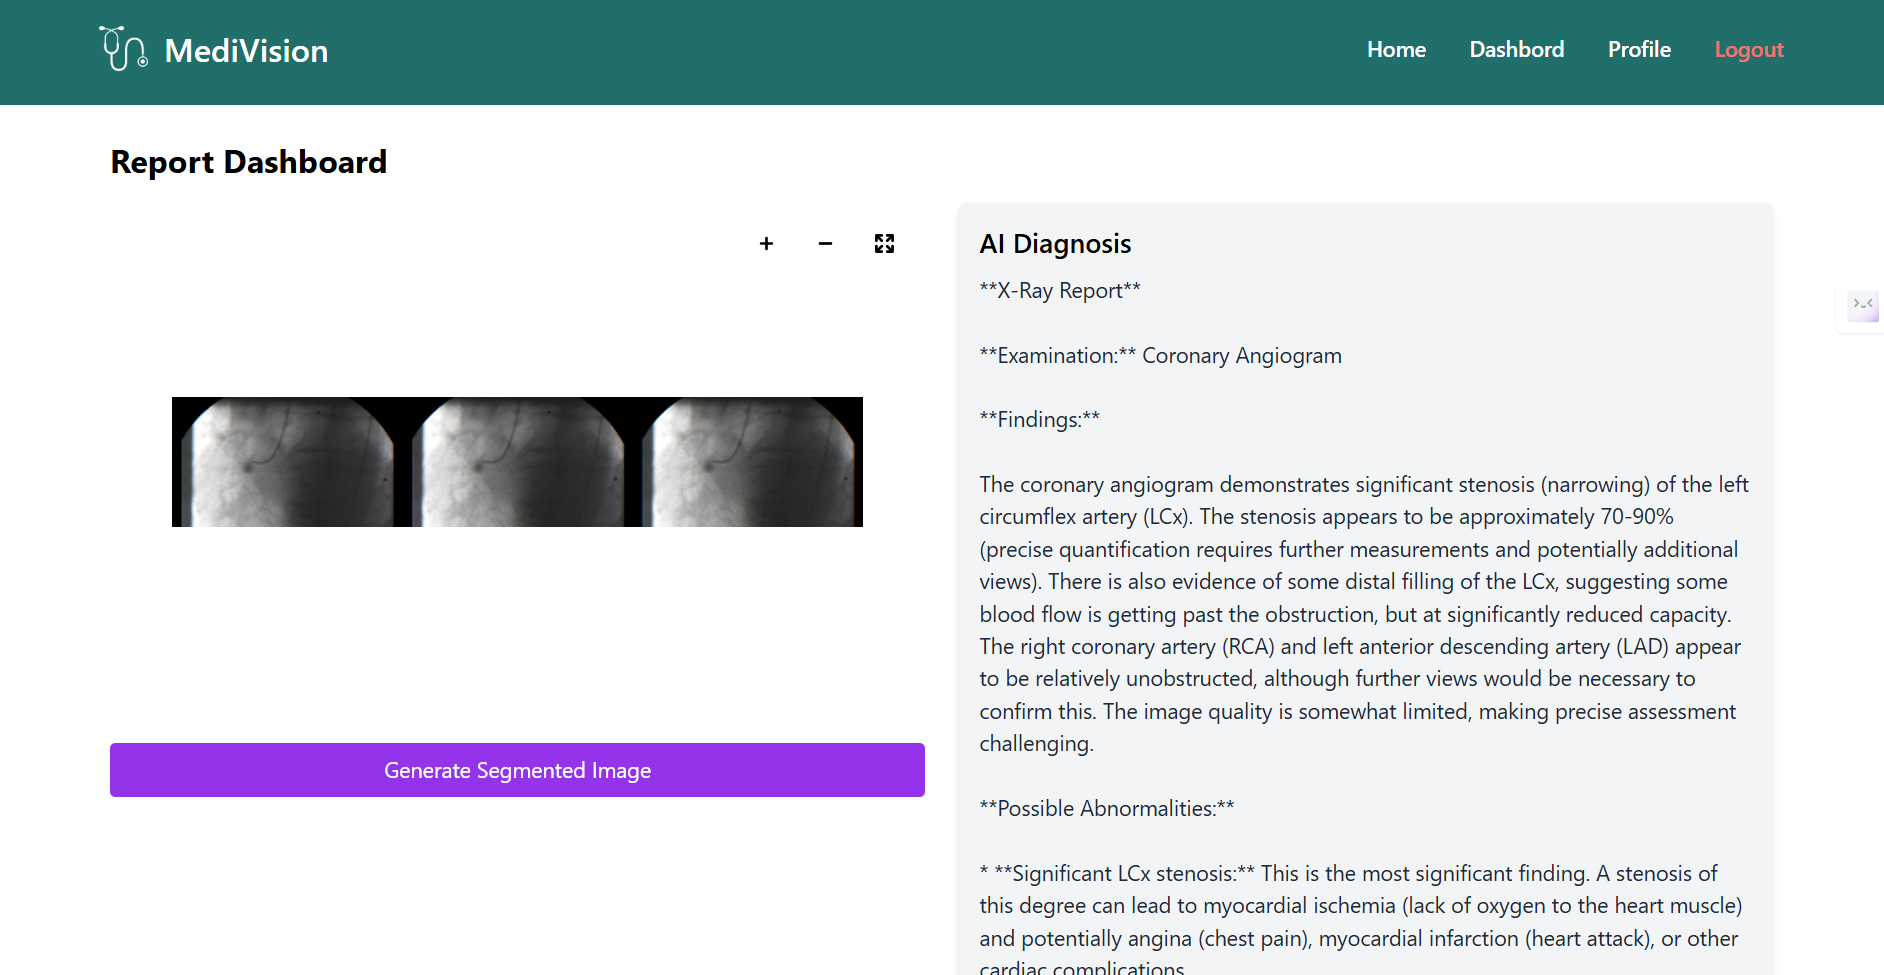 MediVision
Home
Dashbord
Profile
Logout
Report Dashboard
AI Diagnosis
**X-Ray Report**
**Examination:** Coronary Angiogram
**Findings:**
The coronary angiogram demonstrates significant stenosis (narrowing) of the left
circumflex artery (LCx). The stenosis appears to be approximately 70-90%
(precise quantification requires further measurements and potentially additional
views). There is also evidence of some distal filling of the LCx, suggesting some
blood flow is getting past the obstruction, but at significantly reduced capacity.
The right coronary artery (RCA) and left anterior descending artery (LAD) appear
to be relatively unobstructed, although further views would be necessary to
confirm this. The image quality is somewhat limited, making precise assessment
challenging.
**Possible Abnormalities:**
* **Significant LCx stenosis:** This is the most significant finding. A stenosis of
this degree can lead to myocardial ischemia (lack of oxygen to the heart muscle)
and potentially angina (chest pain), myocardial infarction (heart attack), or other
cardiac complications
Generate Segmented Image